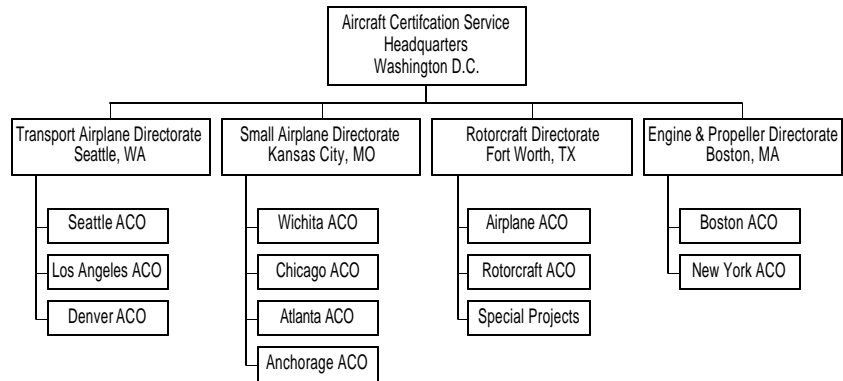 Aircraft Certifcation Service
Headquarters
Washington D.C.
Transport Airplane Directorate
Seattle, WA
Small Airplane Directorate
Kansas City, MO
Rotorcraft Directorate
Fort Worth, TX
Engine & Propeller Directorate
Boston, MA
Seattle ACO
Los Angeles ACO
Denver ACO
Wichita ACO
Chicago ACO
Atlanta ACO
Anchorage ACO
Airplane ACO
Rotorcraft ACO
Special Projects
Boston ACO
New York ACO